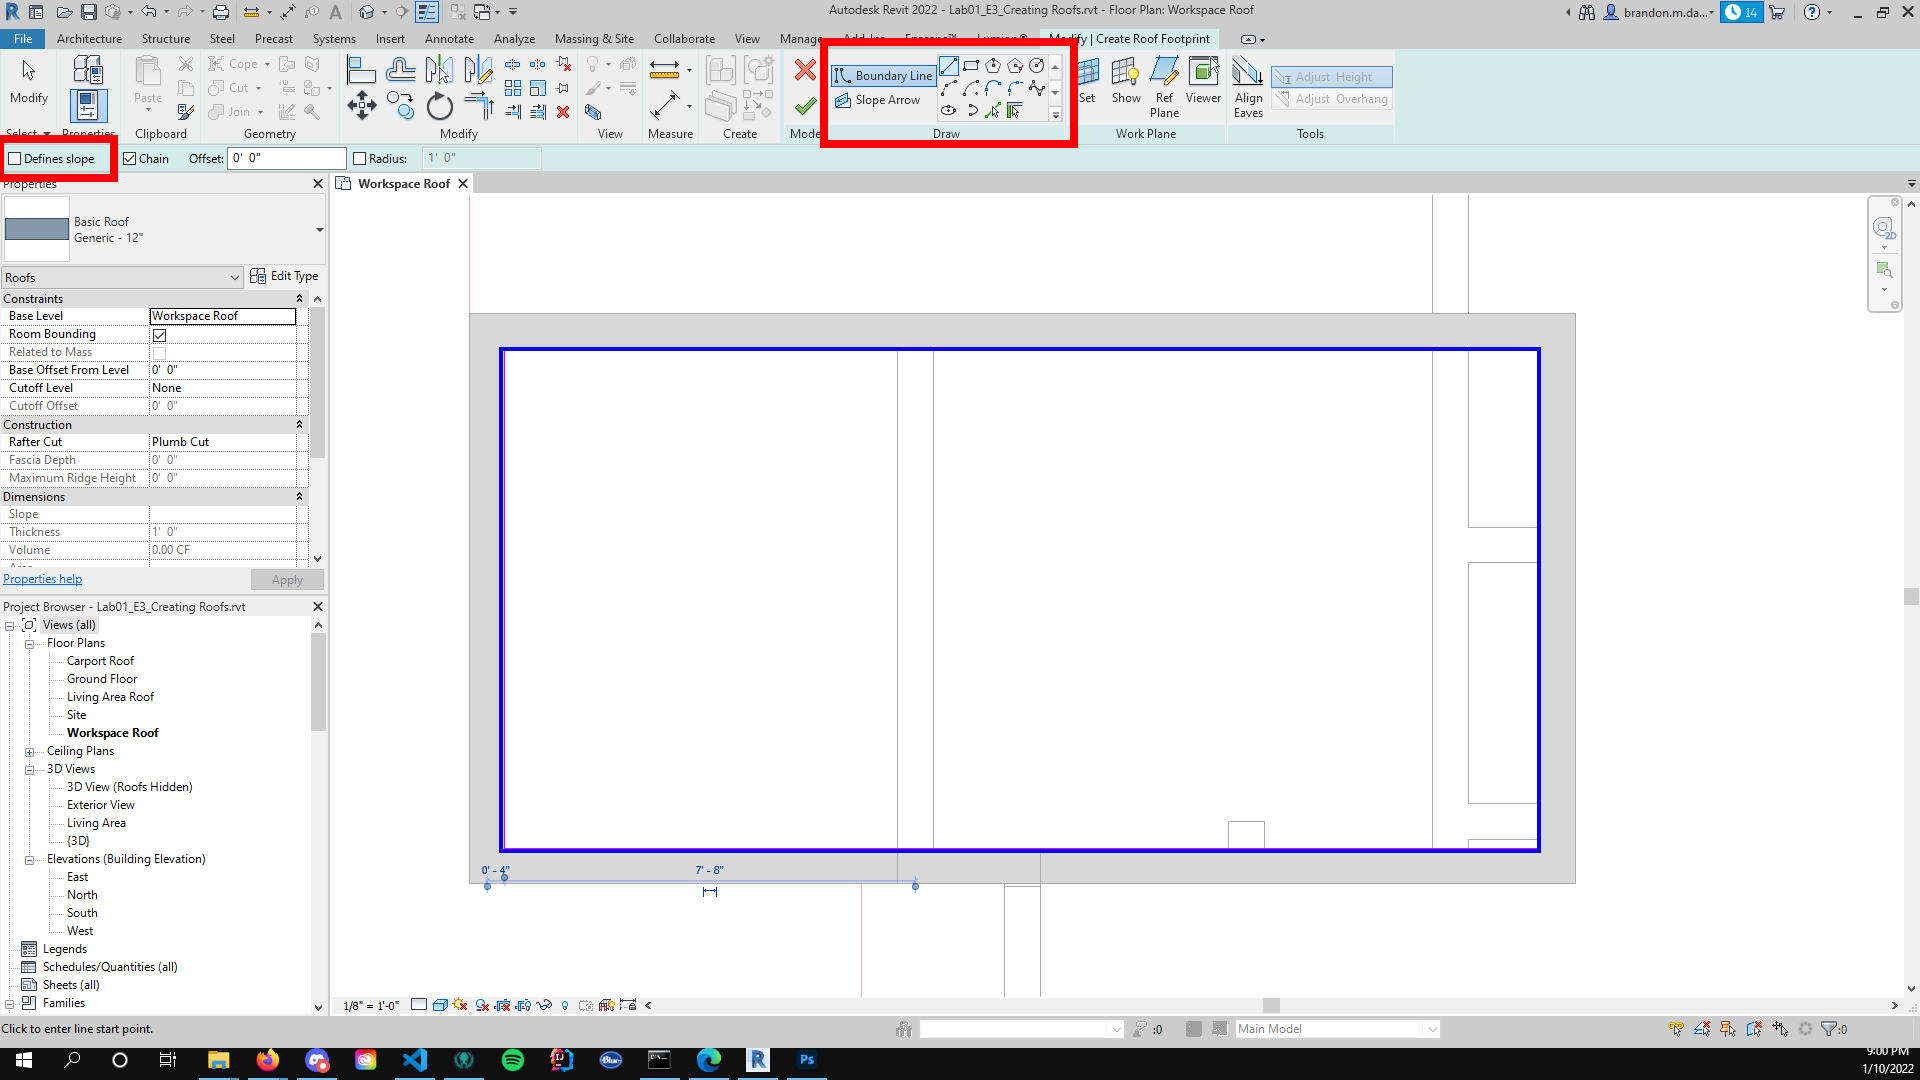 Autodesk Revit 2022 - Lab01_E3_Creating Roofs.rvt - Floor Plan: Workspace Roof
brandon.m.da...
14
File Architecture Structure Steel Precast Systems Insert Annotate Analyze Massing & Site Collaborate View Manage Modify | Create Roof Footprint
Modify
Paste
Cope
Cut
Join
Boundary Line
Slope Arrow
Set
Show
Ref Plane
Viewer
Align Eaves
Adjust Height
Adjust Overhang
Select Properties Clipboard Geometry Modify View Measure Create Mode Draw Work Plane Tools
Defines slope Chain Offset: 0' 0" Radius: 1' 0"
Properties
Workspace Roof
Basic Roof
Generic - 12"
Roofs Edit Type
Constraints
Base Level Workspace Roof
Room Bounding
Related to Mass
Base Offset From Level 0' 0"
Cutoff Level None
Cutoff Offset 0' 0"
Construction
Rafter Cut Plumb Cut
Fascia Depth 0' 0"
Maximum Ridge Height 0' 0"
Dimensions
Slope
Thickness 1' 0"
Volume 0.00 CF
Properties help Apply
Project Browser - Lab01_E3_Creating Roofs.rvt
Views (all)
Floor Plans
Carport Roof
Ground Floor
Living Area Roof
Site
Workspace Roof
Ceiling Plans
3D Views
3D View (Roofs Hidden)
Exterior View
Living Area
{3D}
Elevations (Building Elevation)
East
North
South
West
Legends
Schedules/Quantities (all)
Sheets (all)
Families
0' - 4" 7' - 8"
1/8" = 1'-0"
Click to enter line start point.
:0
Main Model
:0
9:00 PM
1/10/2022